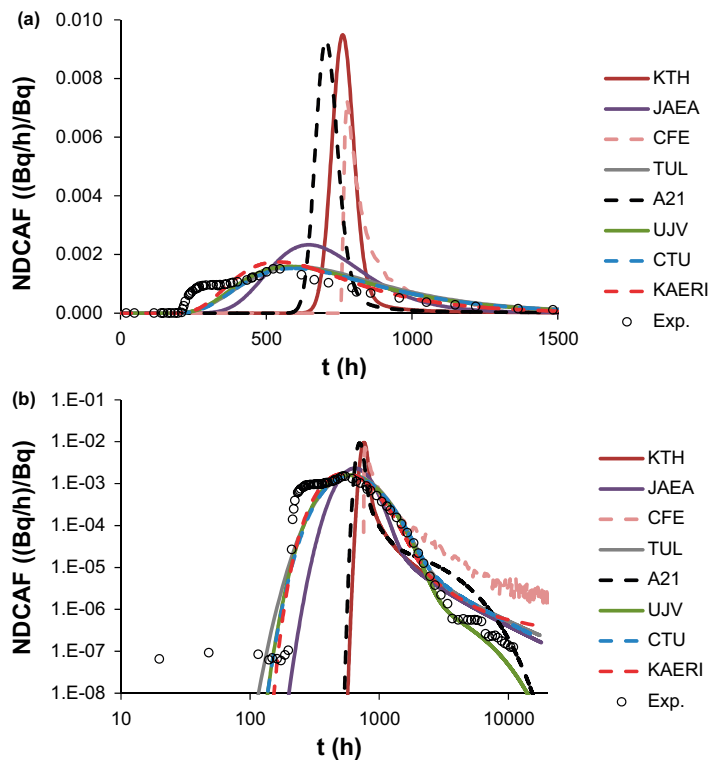 (a)
0.010
0.008
0.006
0.004
0.002
0.000
NDCAF ((Bq/h)/Bq)
0
500
1000
1500
t (h)
KTH
JAEA
CFE
TUL
A21
UJV
CTU
KAERI
Exp.
(b)
1.E-01
1.E-02
1.E-03
1.E-04
1.E-05
1.E-06
1.E-07
1.E-08
NDCAF ((Bq/h)/Bq)
10
100
1000
10000
t (h)
KTH
JAEA
CFE
TUL
A21
UJV
CTU
KAERI
Exp.